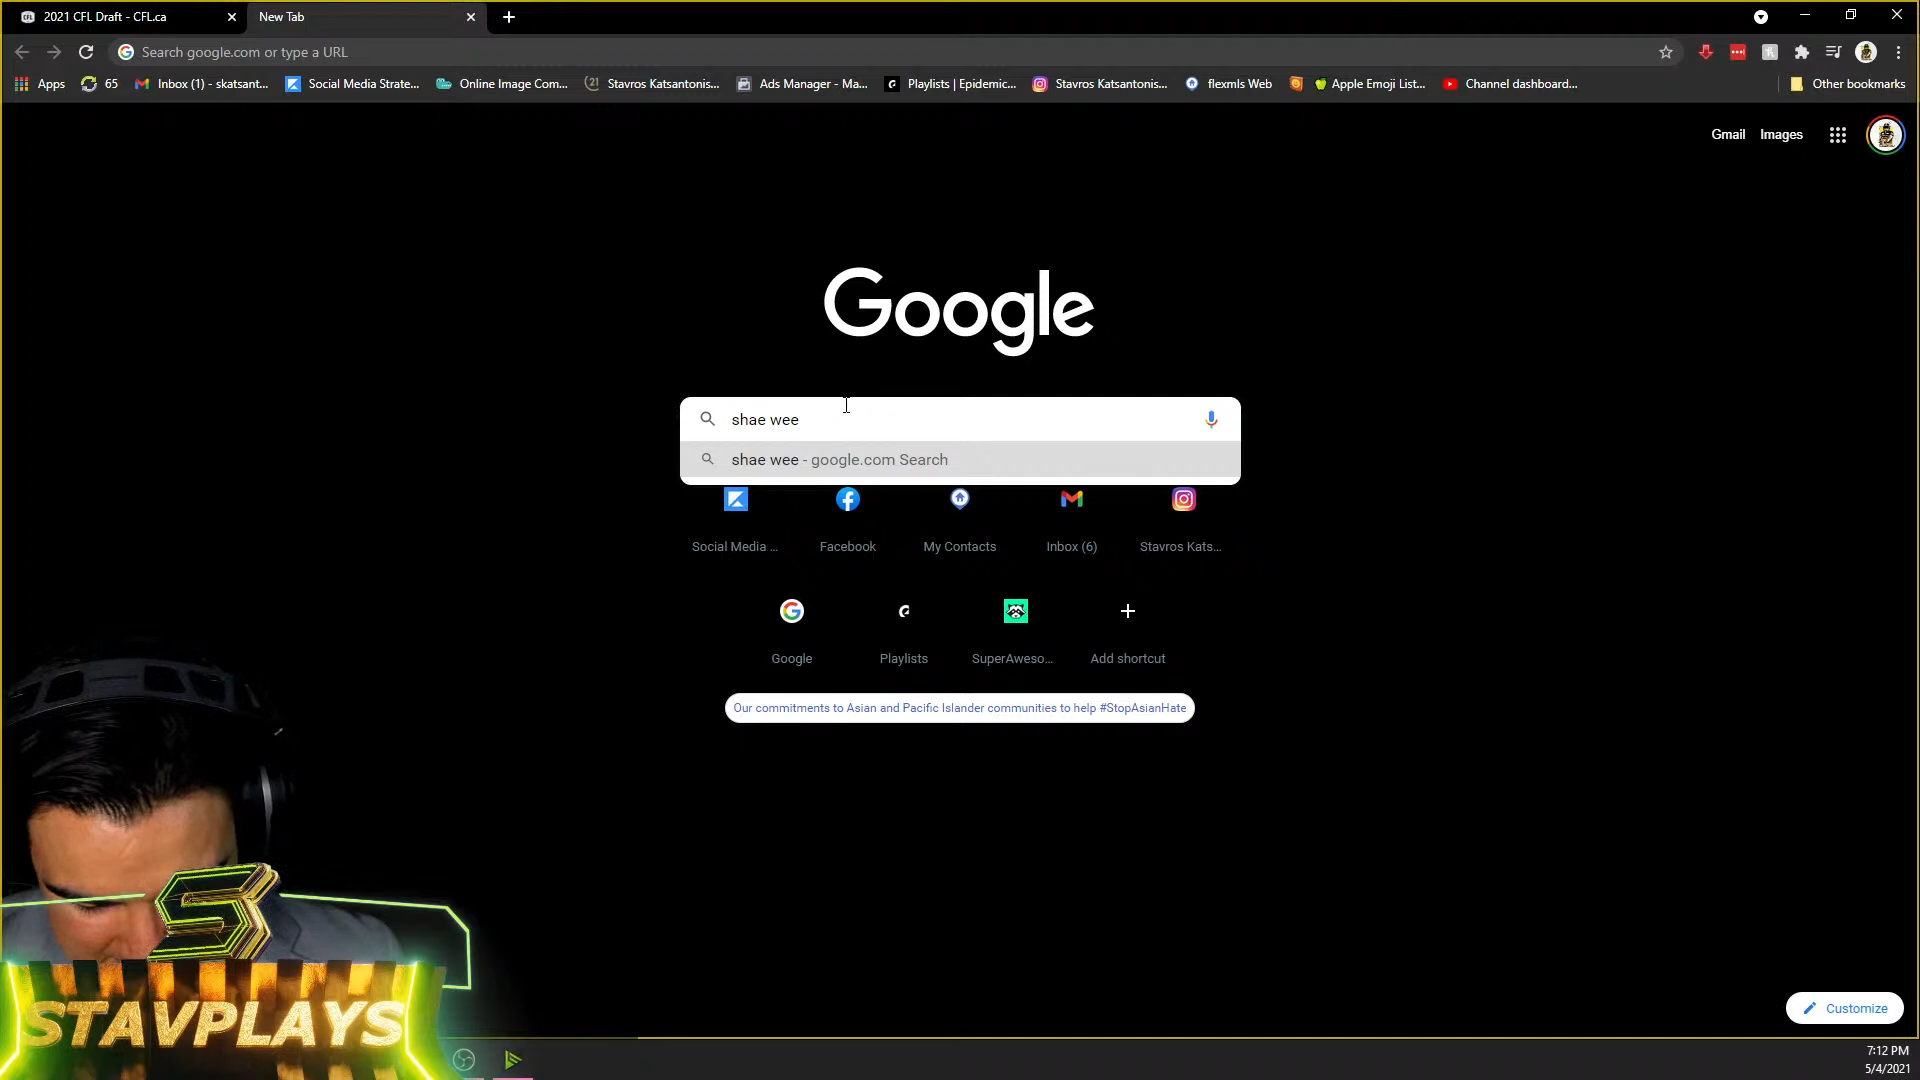 2021 CFL Draft - CFL.ca
New Tab
Search google.com or type a URL
Apps
65
Inbox (1) - skatsant...
Social Media Strate...
Online Image Com...
Stavros Katsantonis...
Ads Manager - Ma...
Playlists | Epidemic...
Stavros Katsantonis...
flexmls Web
Apple Emoji List...
Channel dashboard...
Other bookmarks
Gmail
Images
Google
shae wee
shae wee - google.com Search
Social Media ...
Facebook
My Contacts
Inbox (6)
Stavros Kats...
Google
Playlists
SuperAweso...
Add shortcut
Our commitments to Asian and Pacific Islander communities to help #StopAsianHate
S
STAVPLAYS
Customize
7:12 PM
5/4/2021